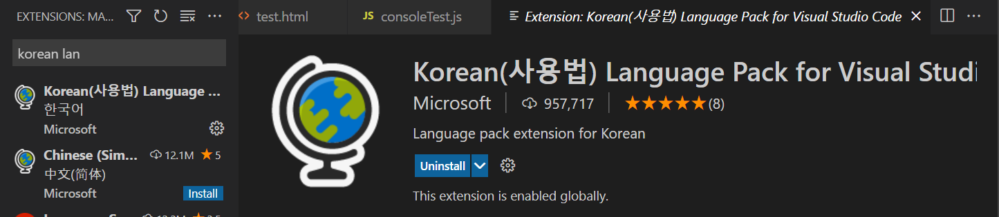 EXTENSIONS: MA...
korean lan
Korean(사용법) Language ...
한국어
Microsoft
Chinese (Sim... 12.1M 5
中文(简体)
Microsoft Install
test.html JS consoleTest.js Extension: Korean(사용법) Language Pack for Visual Studio Code
Korean(사용법) Language Pack for Visual Studi
Microsoft 957,717 (8)
Language pack extension for Korean
Uninstall
This extension is enabled globally.